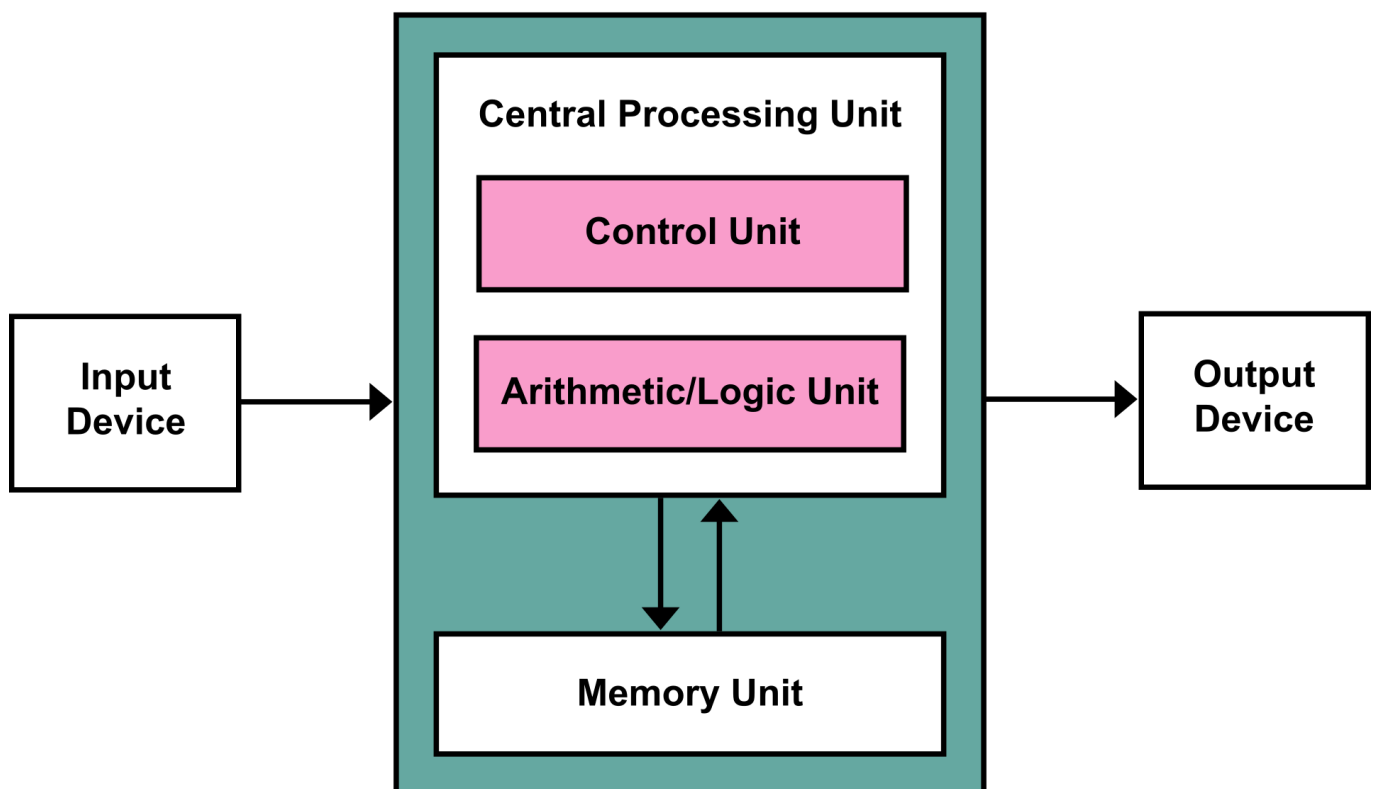 Central Processing Unit
Control Unit
Arithmetic/Logic Unit
Input
Device
Output
Device
Memory Unit